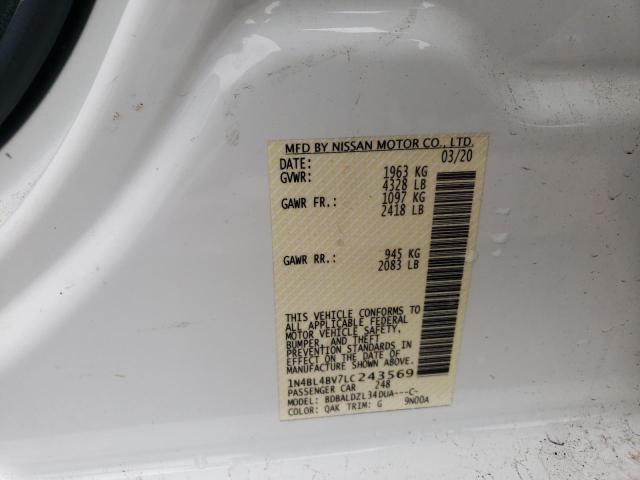 MFD BY NISSAN MOTOR CO., LTD.
DATE: 03/20
GVWR: 1963 KG
4328 LB
GAWR FR.: 1097 KG
2418 LB
GAWR RR.: 945 KG
2083 LB
THIS VEHICLE CONFORMS TO
ALL APPLICABLE FEDERAL
MOTOR VEHICLE SAFETY,
BUMPER, AND THEFT
PREVENTION STANDARDS IN
EFFECT ON THE DATE OF
MANUFACTURE SHOWN ABOVE.
1N4BL4BV7LC243569
PASSENGER CAR 248
MODEL: BDBALDZL34DUA---C-
COLOR: QAK TRIM: G 9N00A